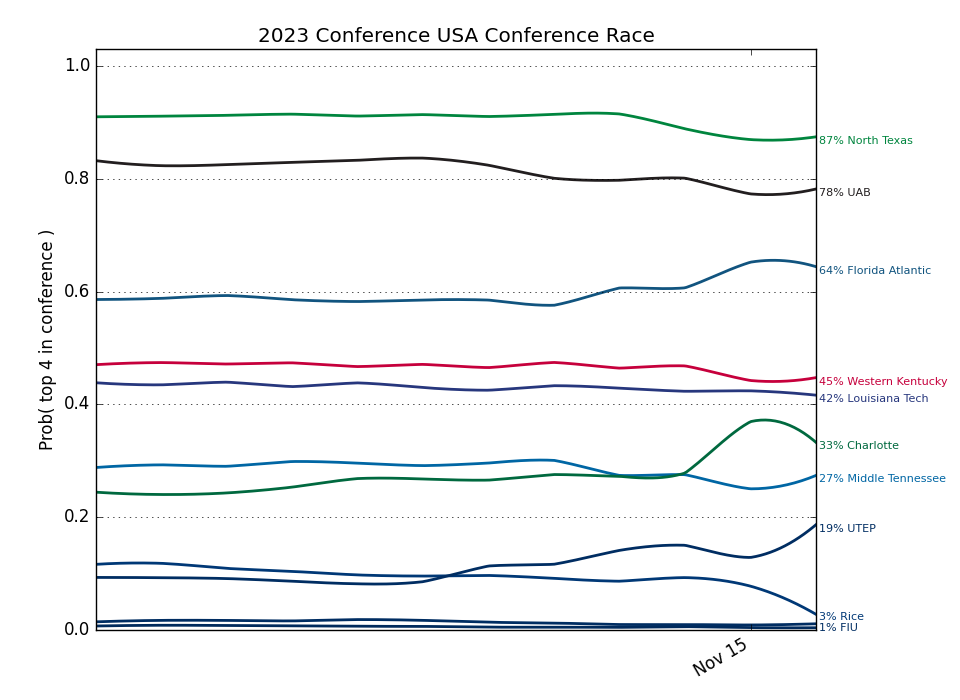 2023 Conference USA Conference Race
1.0
0.8
0.6
0.4
0.2
0.0
Prob( top 4 in conference )
Nov 15
87% North Texas
78% UAB
64% Florida Atlantic
45% Western Kentucky
42% Louisiana Tech
33% Charlotte
27% Middle Tennessee
19% UTEP
3% Rice
1% FIU